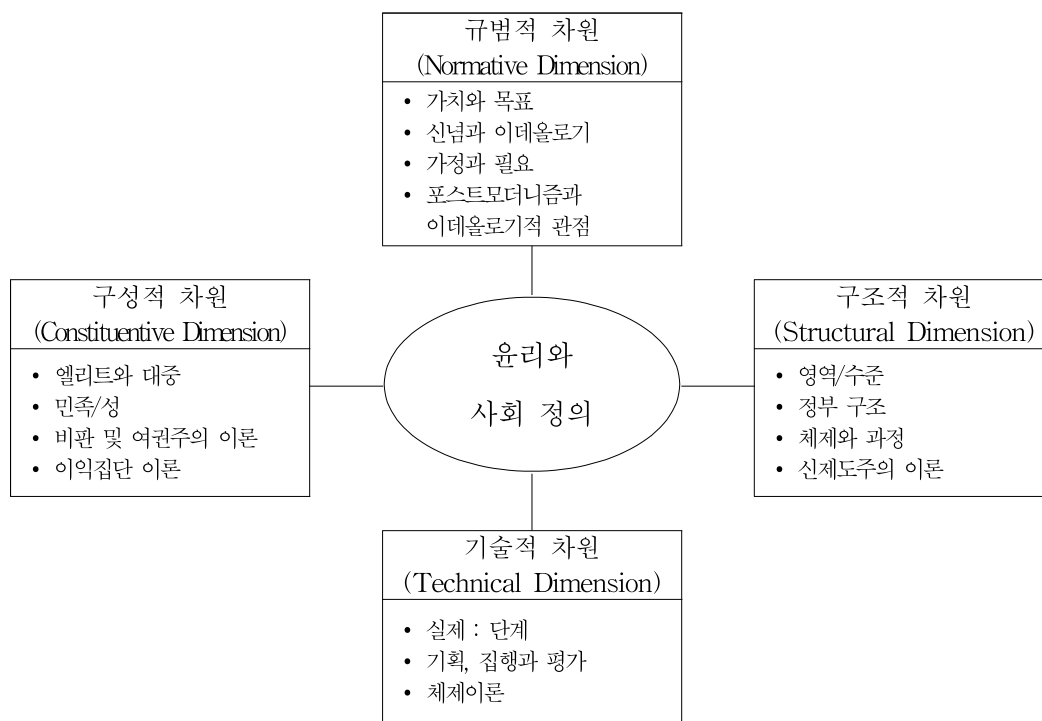 규범적 차원
(Normative Dimension)
• 가치와 목표
• 신념과 이데올로기
• 가정과 필요
• 포스트모더니즘과
이데올로기적 관점
구성적 차원
(Constituentive Dimension)
• 엘리트와 대중
• 민족/성
• 비판 및 여권주의 이론
• 이익집단 이론
윤리와
사회 정의
구조적 차원
(Structural Dimension)
• 영역/수준
• 정부 구조
• 체제와 과정
• 신제도주의 이론
기술적 차원
(Technical Dimension)
• 실제 : 단계
• 기획, 집행과 평가
• 체제이론